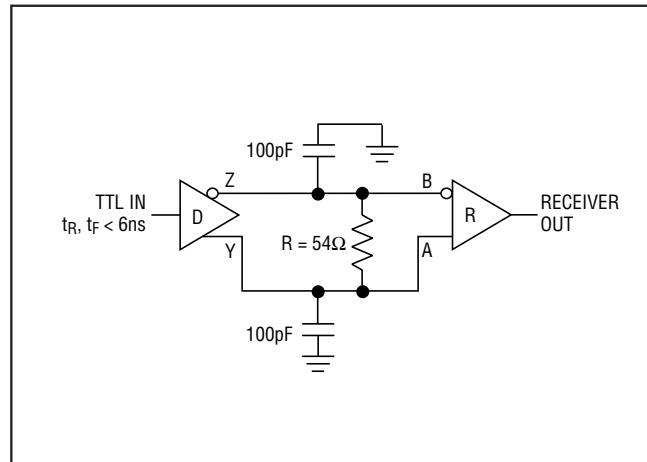 100pF
Z
B
TTL IN
tR, tF < 6ns
D
R
RECEIVER
OUT
R = 54Ω
Y
A
100pF